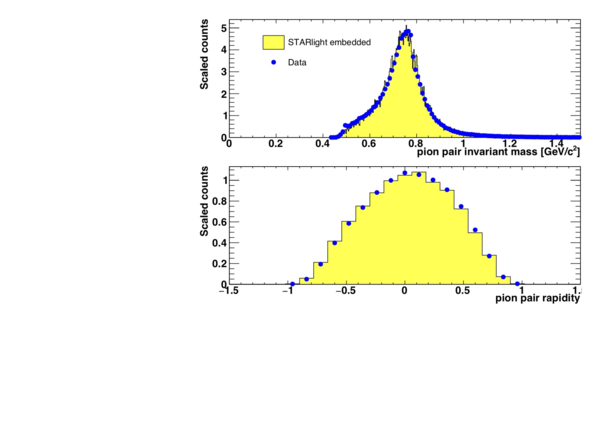 Scaled counts
5
4
3
2
1
0
STARlight embedded
Data
0 0.2 0.4 0.6 0.8 1 1.2 1.4
pion pair invariant mass [GeV/c²]
Scaled counts
1
0.8
0.6
0.4
0.2
0
−1.5 −1 −0.5 0 0.5 1 1.
pion pair rapidity